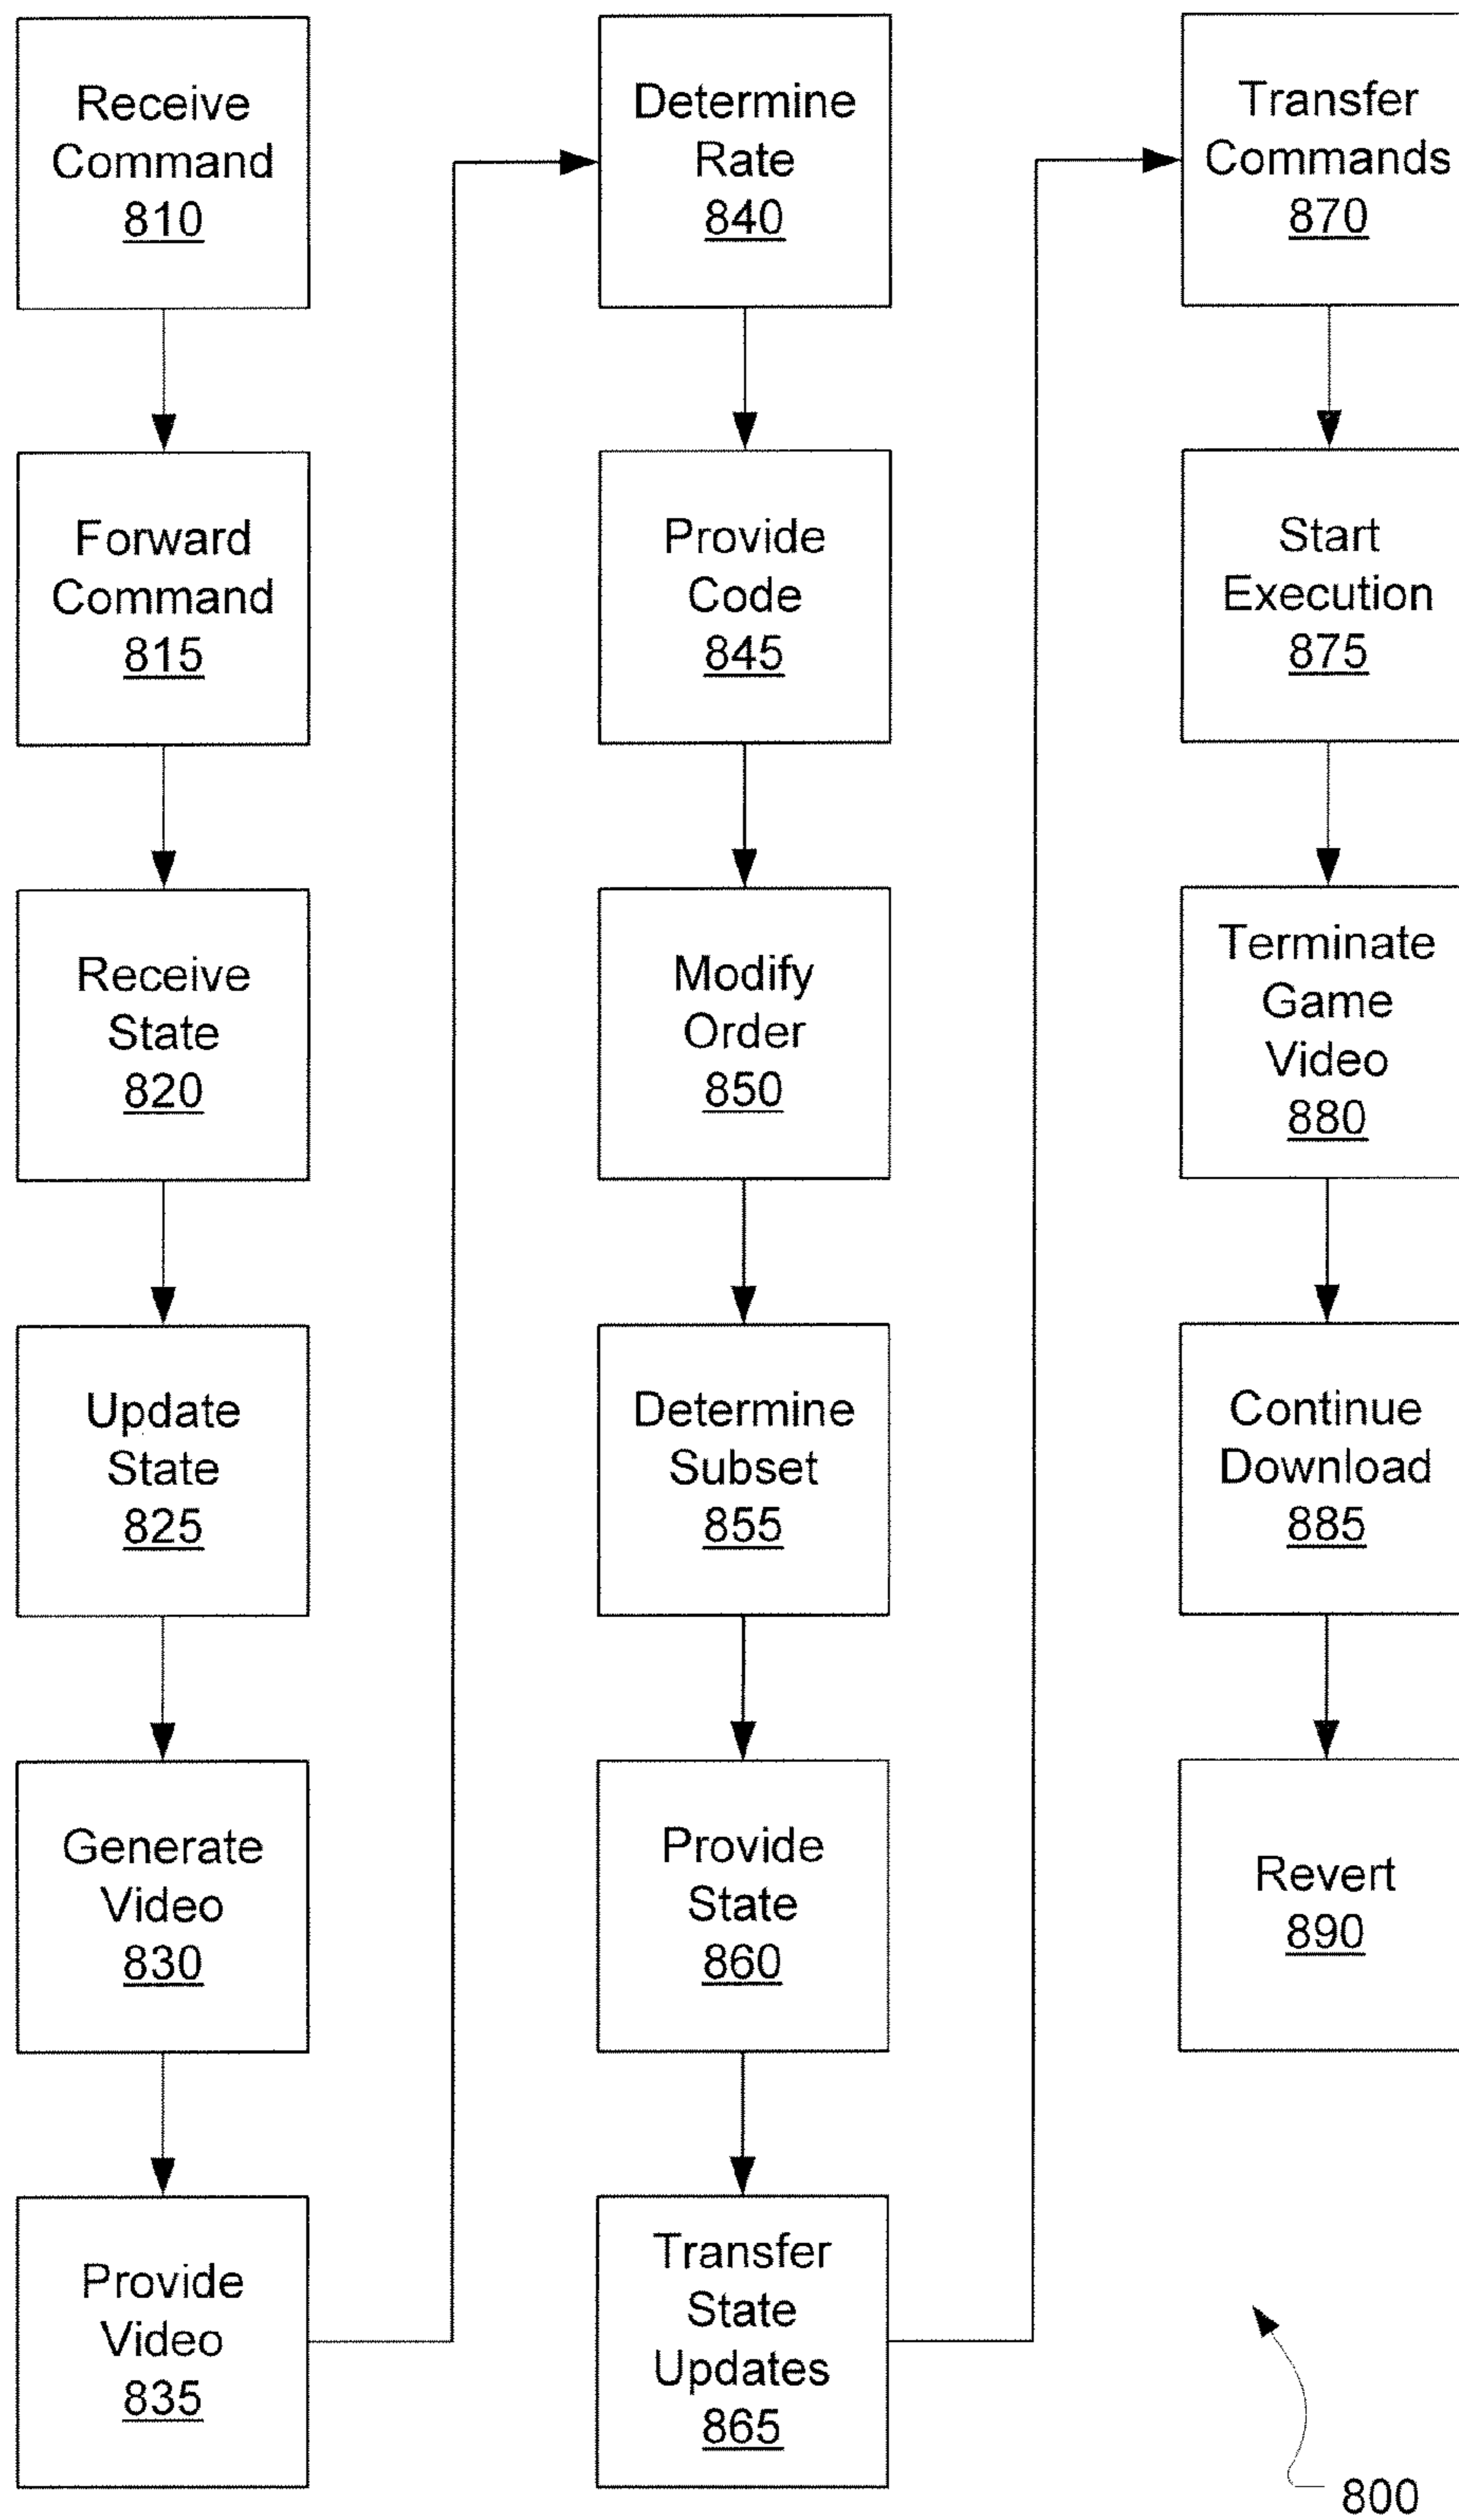 Receive
Command
810
Forward
Command
815
Receive
State
820
Update
State
825
Generate
Video
830
Provide
Video
835
Determine
Rate
840
Provide
Code
845
Modify
Order
850
Determine
Subset
855
Provide
State
860
Transfer
State
Updates
865
Transfer
Commands
870
Start
Execution
875
Terminate
Game
Video
880
Continue
Download
885
Revert
890
800